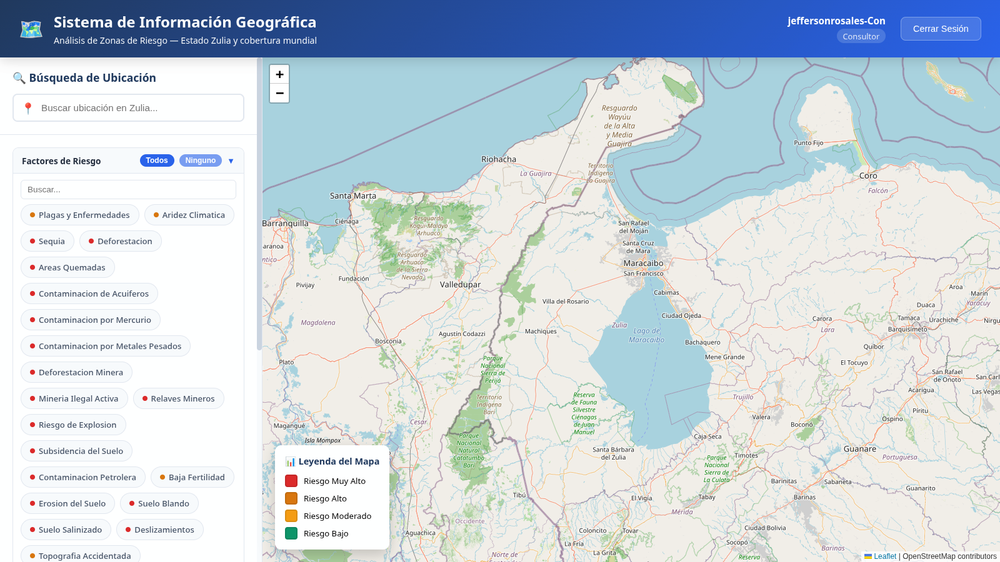 Sistema de Información Geográfica
Análisis de Zonas de Riesgo — Estado Zulia y cobertura mundial
jeffersonrosales-Con
Consultor
Cerrar Sesión
Búsqueda de Ubicación
Buscar ubicación en Zulia...
Factores de Riesgo
Todos
Ninguno
Buscar...
Plagas y Enfermedades
Aridez Climatica
Sequia
Deforestacion
Areas Quemadas
Contaminacion de Acuiferos
Contaminacion por Mercurio
Contaminacion por Metales Pesados
Deforestacion Minera
Mineria Ilegal Activa
Relaves Mineros
Riesgo de Explosion
Subsidencia del Suelo
Contaminacion Petrolera
Baja Fertilidad
Erosion del Suelo
Suelo Blando
Suelo Salinizado
Deslizamientos
Topografia Accidentada
+
−
Resguardo
Wayúu
de la Alta
y Media
Guajira
Riohacha
La Guajira
Territorio
Indígena
La Guajira
Punto Fijo
Coro
Falcón
Santa Marta
Barranquilla
Ciénaga
Resguardo
Kogui-Malayo
Arhuaco
San Rafael
del Moján
Santa Cruz
de Mara
Maracaibo
San Francisco
aranoa
ntico
Resguardo
Arhuaco
de la Sierra
Nevada
Fundación
Pivijay
Valledupar
Cabimas
Villa del Rosario
Ciudad Ojeda
Aroa
Marin
Yaracuy
Duaca
Magdalena
Zulia
Lago de
Maracaibo
Carora
Lara
Tamaca
Urachiche
Nirgu
Barquisimeto
Agustín Codazzi
Machiques
Bosconia
Bachaquero
Quíbor
Plato
Parque
Nacional
Sierra de
Perijá
Mene Grande
El Tocuyo
San Rafael
de Onoto
San Carl
Territorio
Indígena
Barí
Reserva
de Fauna
Silvestre
Ciénagas
de Juan
Manuel
Trujillo
Acarigua
Las Vegas
Píritu
Ospino
Cesar
Valera
Boconó
Magangué
Isla Mompox
Parque
Nacional
Natural
Catatumbo
Barí
Caja Seca
Santa Bárbara
del Zulia
Guanare
Timotes
Portuguesa
Parque
Nacional
Sierra de
La Culata
Barinitas
Sabaneta
Guanarito
Tibú
El Vigía
Tabay
Barinas
Mérida
Occidente
Aguachica
Coloncito
Tovar
Ciudad Bolivia
La Fría
La Grita
Socopó
Barinas
Norte de
Santander
Reserva
Leyenda del Mapa
Riesgo Muy Alto
Riesgo Alto
Riesgo Moderado
Riesgo Bajo
Leaflet | OpenStreetMap contributors